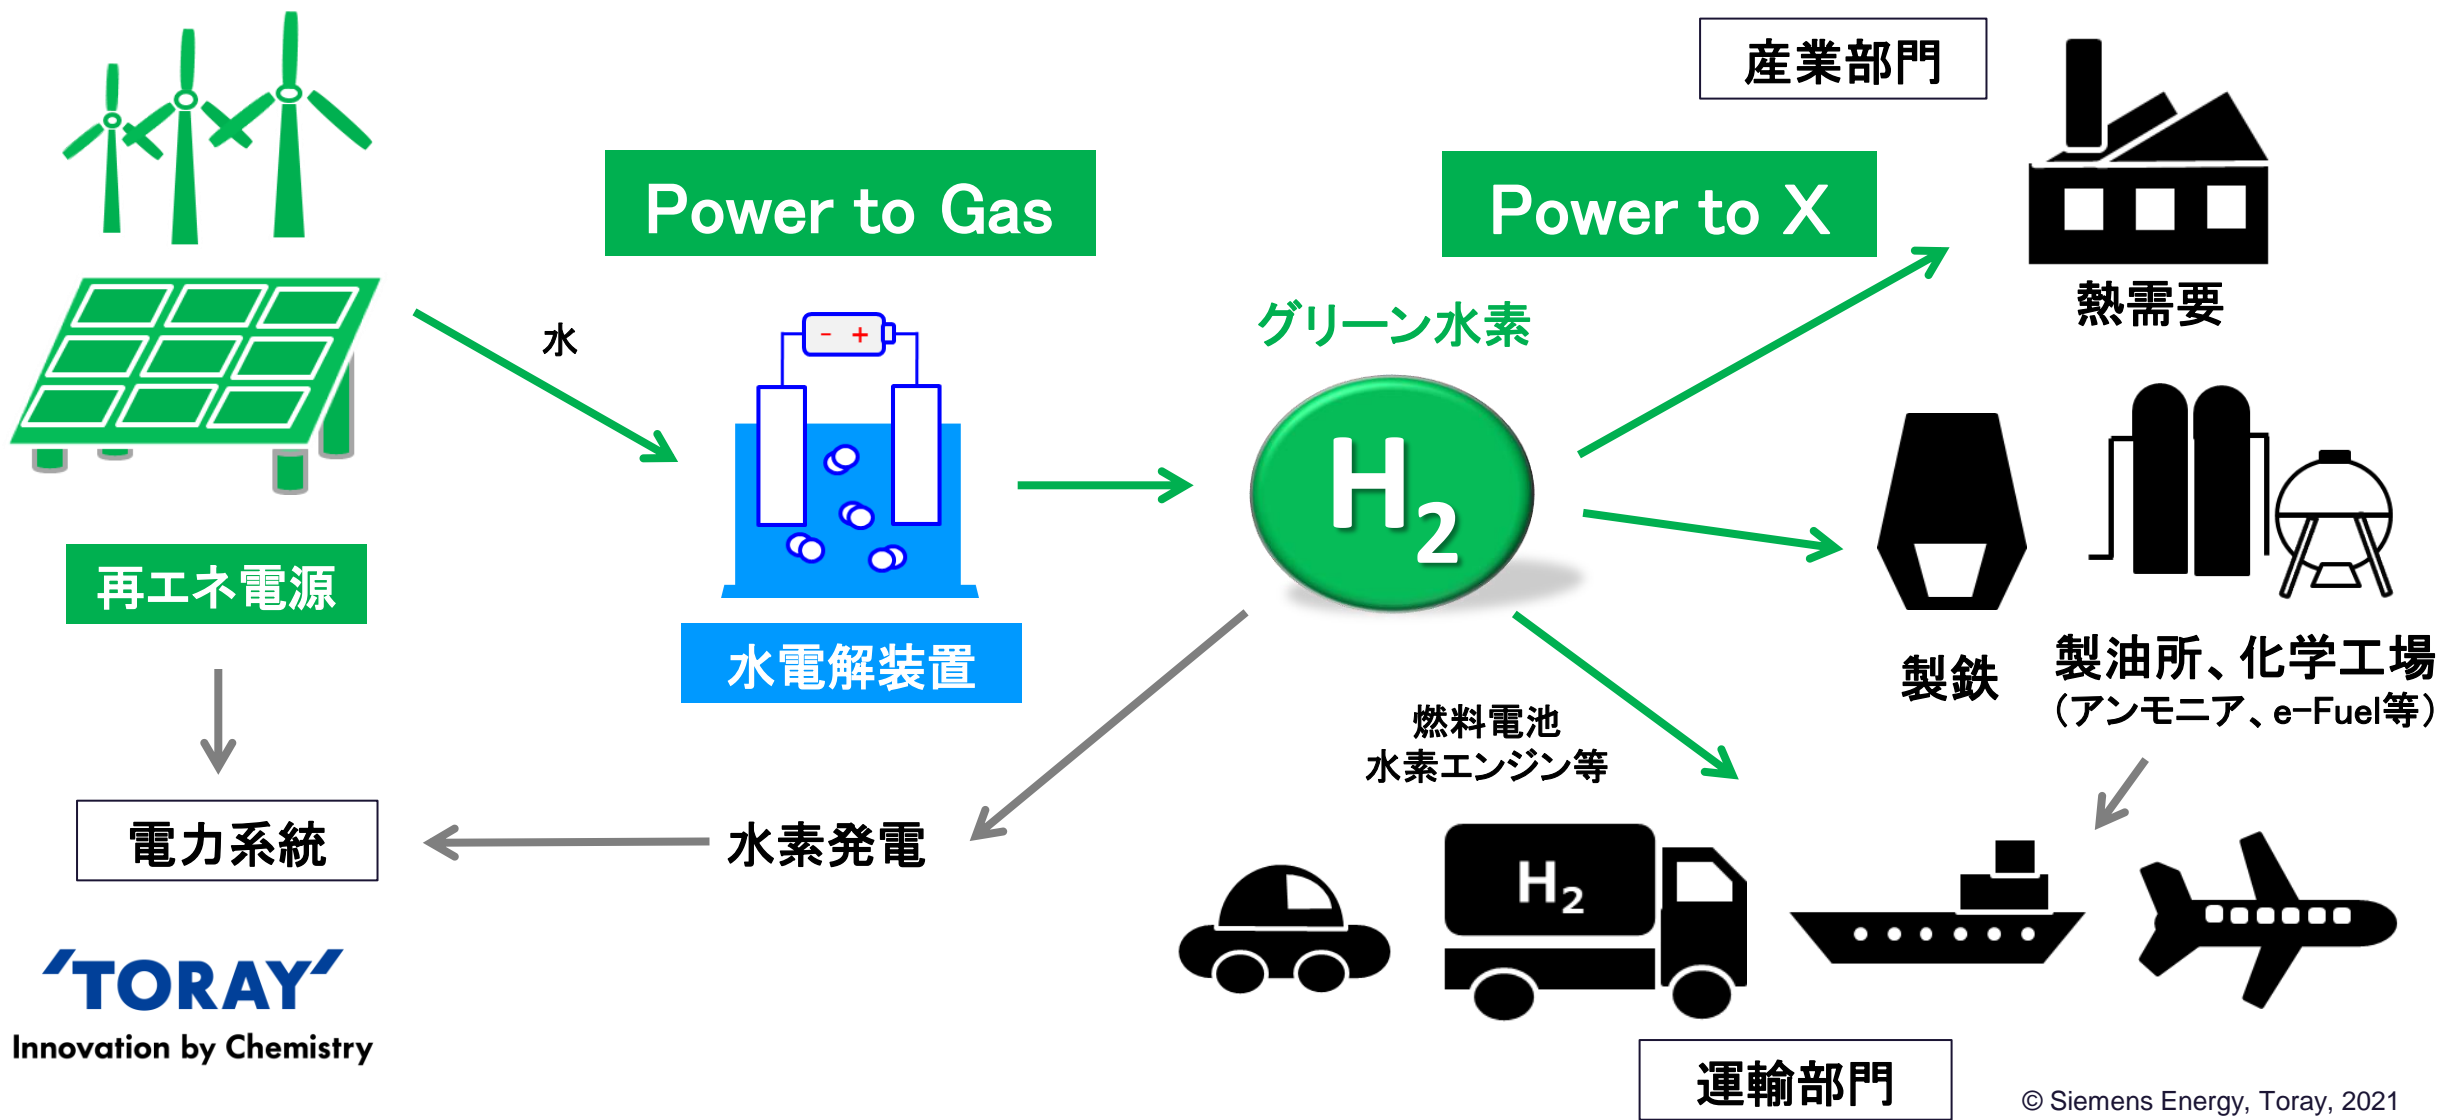 産業部門
Power to Gas
Power to X
熱需要
水
- +
グリーン水素
H2
再エネ電源
水電解装置
製鉄
製油所、化学工場
(アンモニア、e-Fuel等)
燃料電池
水素エンジン等
電力系統
水素発電
H2
TORAY
Innovation by Chemistry
運輸部門
© Siemens Energy, Toray, 2021